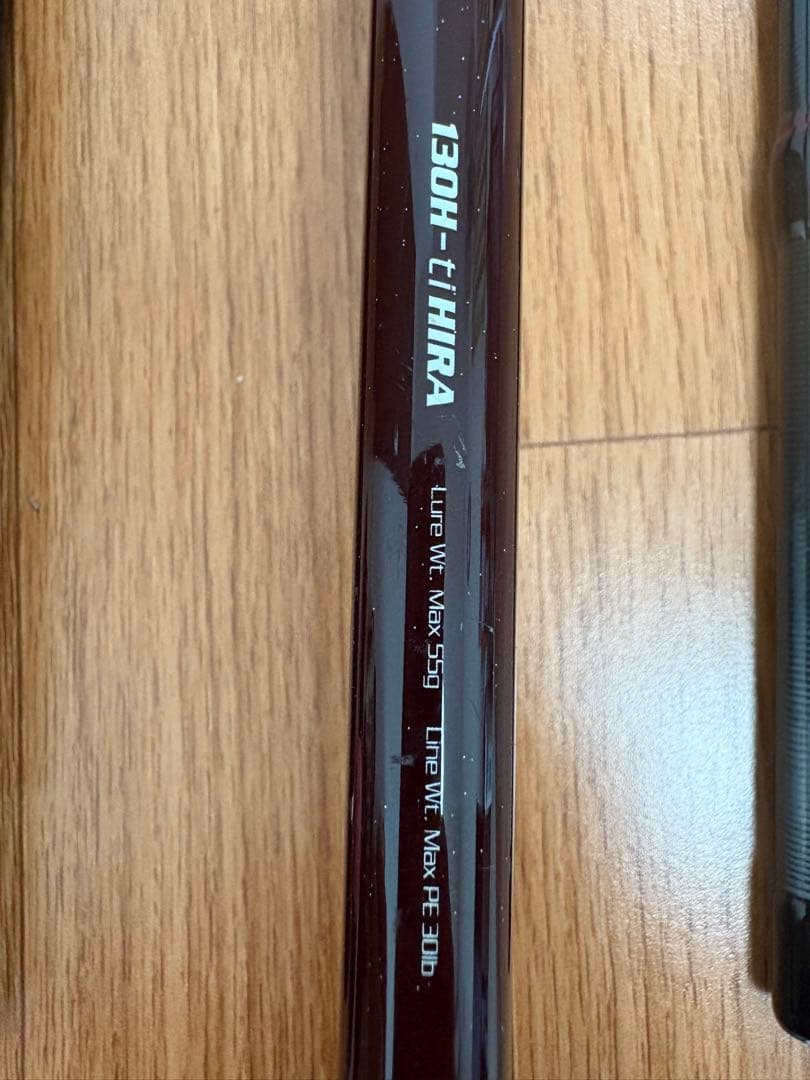 130H-ti HIRA
Lure Wt. Max 55g Line Wt. Max PE 30lb